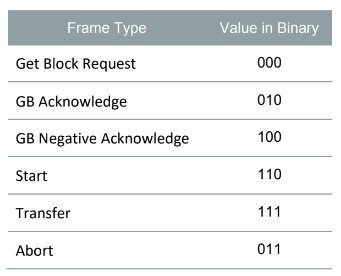 Frame Type Value in Binary
Get Block Request 000
GB Acknowledge 010
GB Negative Acknowledge 100
Start 110
Transfer 111
Abort 011